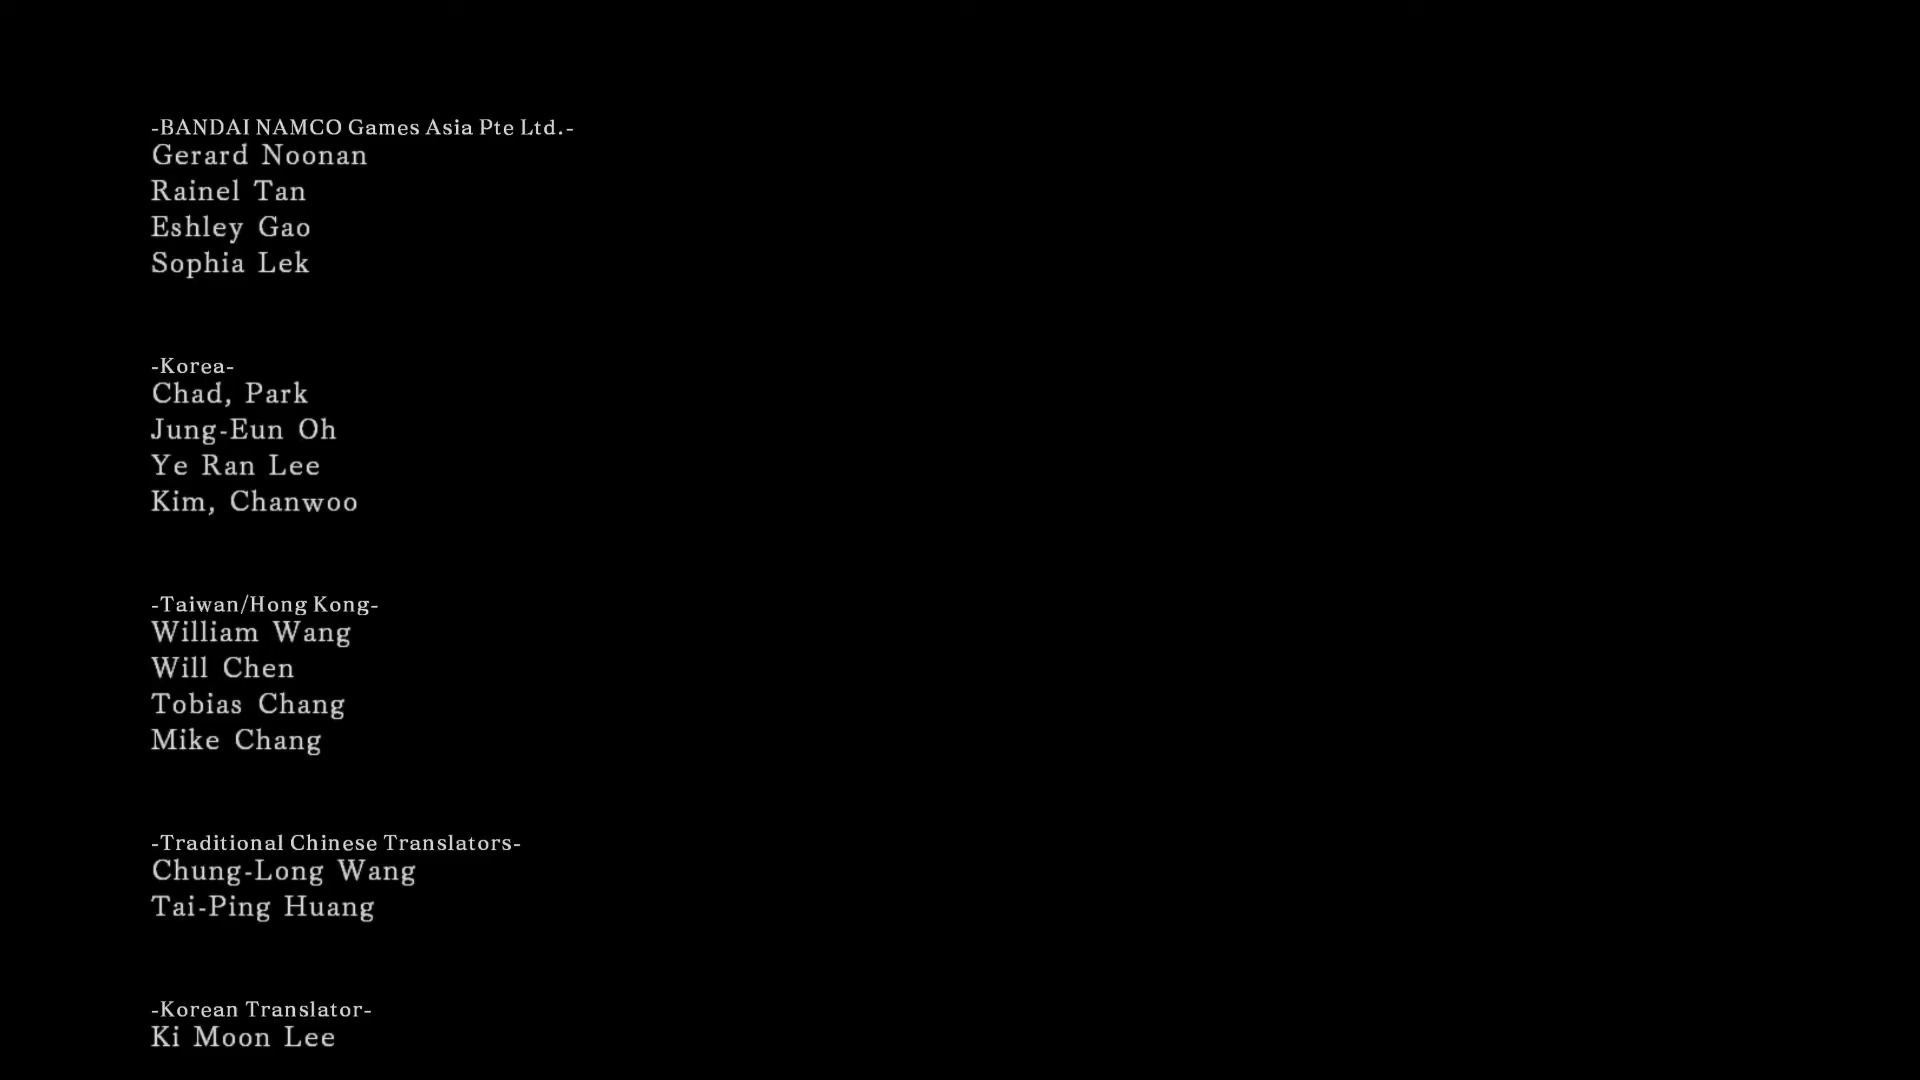 -BANDAI NAMCO Games Asia Pte Ltd.-
Gerard Noonan
Rainel Tan
Eshley Gao
Sophia Lek
-Korea-
Chad, Park
Jung-Eun Oh
Ye Ran Lee
Kim, Chanwoo
-Taiwan/Hong Kong-
William Wang
Will Chen
Tobias Chang
Mike Chang
-Traditional Chinese Translators-
Chung-Long Wang
Tai-Ping Huang
-Korean Translator-
Ki Moon Lee